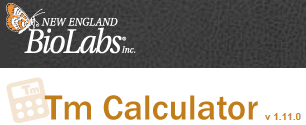 NEW ENGLAND
BioLabs® Inc.
Tm
Tm Calculator v 1.11.0